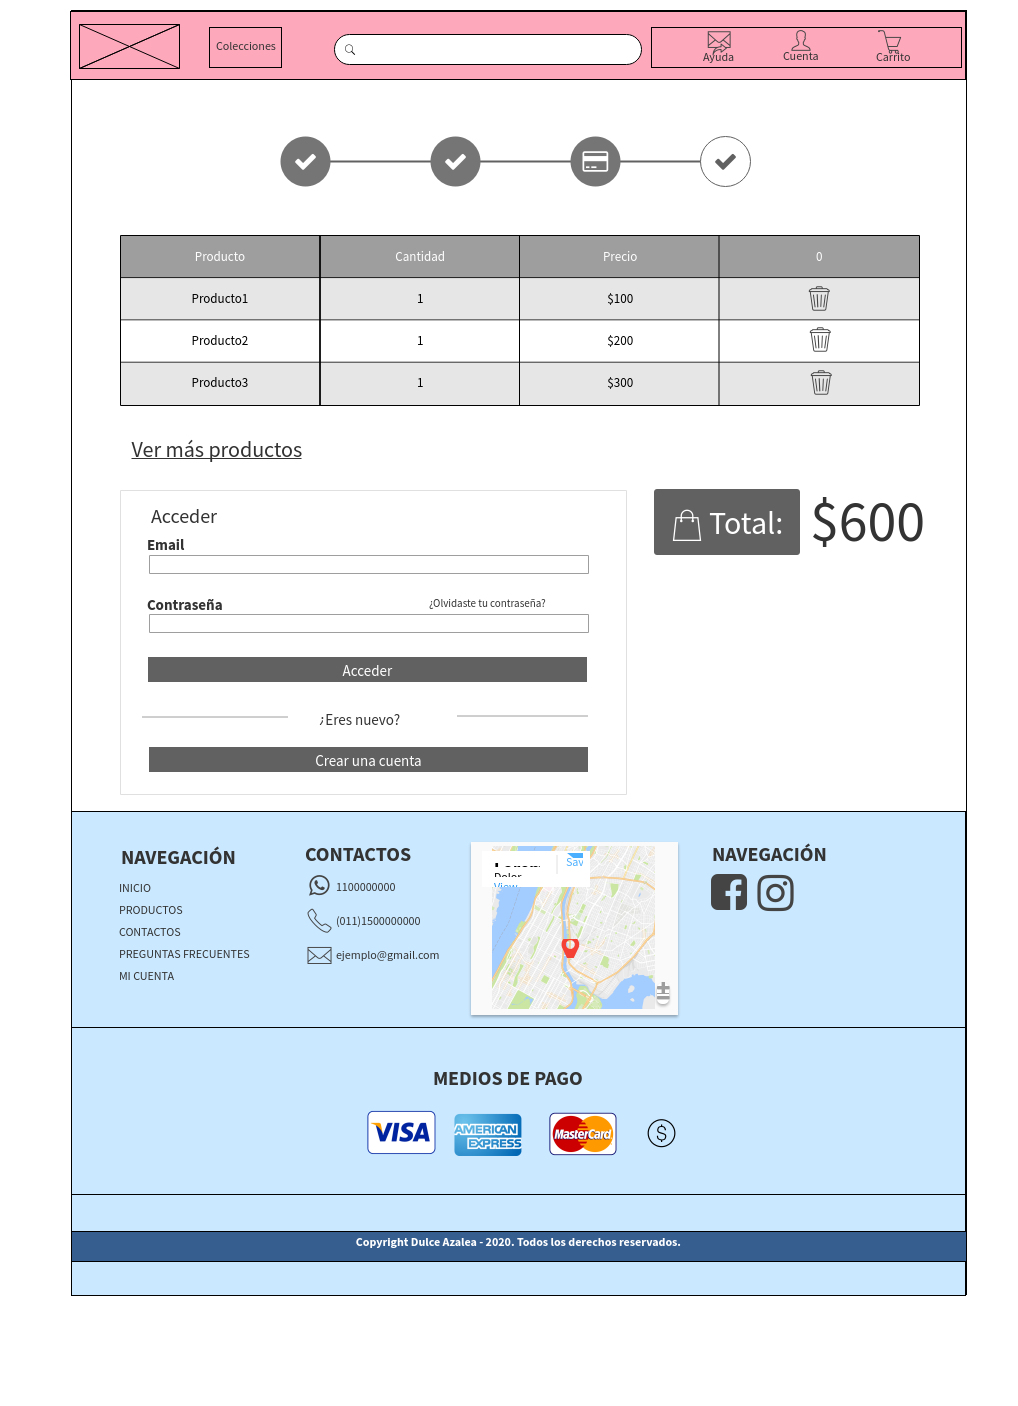 Colecciones
Ayuda
Cuenta
Carrito
Producto Cantidad Precio 0
Producto1 1 $100
Producto2 1 $200
Producto3 1 $300
Ver más productos
Acceder
Email
Contraseña
¿Olvidaste tu contraseña?
Acceder
¿Eres nuevo?
Crear una cuenta
Total: $600
NAVEGACIÓN
INICIO
PRODUCTOS
CONTACTOS
PREGUNTAS FRECUENTES
MI CUENTA
CONTACTOS
1100000000
(011)1500000000
ejemplo@gmail.com
Sav
NAVEGACIÓN
MEDIOS DE PAGO
VISA
AMERICAN
EXPRESS
MasterCard
$
Copyright Dulce Azalea - 2020. Todos los derechos reservados.